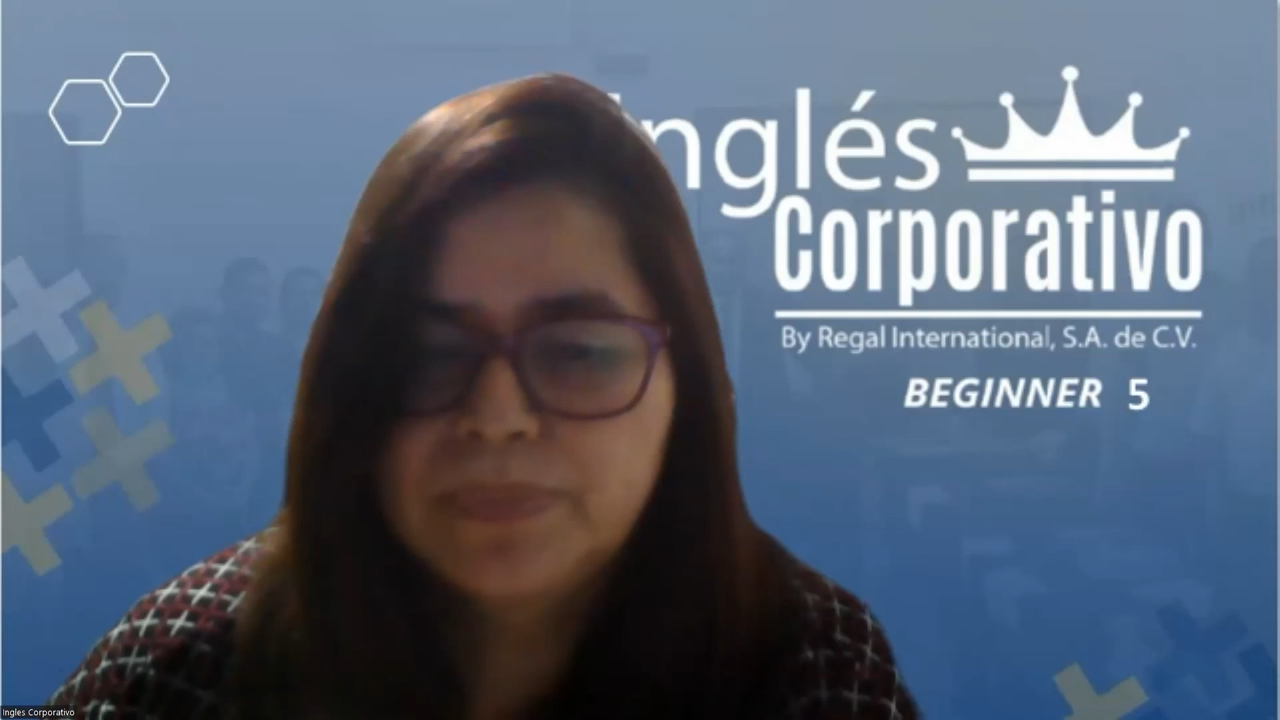 Inglés
Corporativo
By Regal International, S.A. de C.V.
BEGINNER 5
Ingles Corporativo